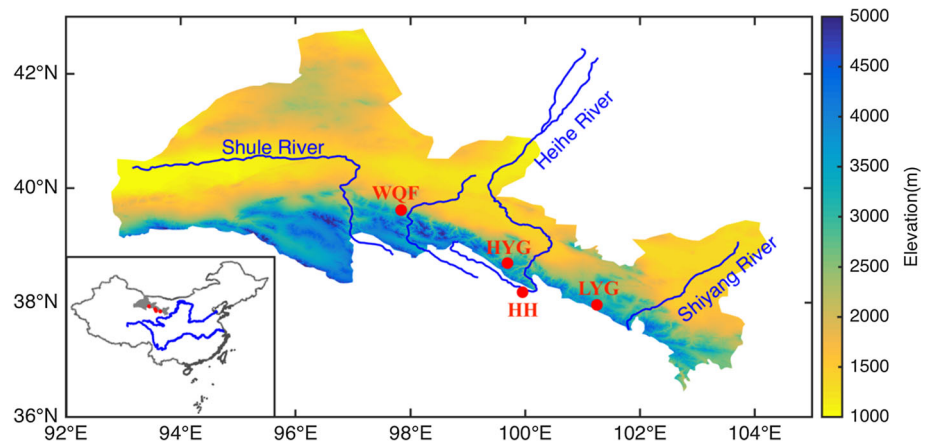 42°N
40°N
38°N
36°N
92°E
94°E
96°E
98°E
100°E
102°E
104°E
Shule River
Heihe River
Shiyang River
WQF
HYG
HH
LYG
5000
4500
4000
3500
3000
2500
2000
1500
1000
Elevation(m)